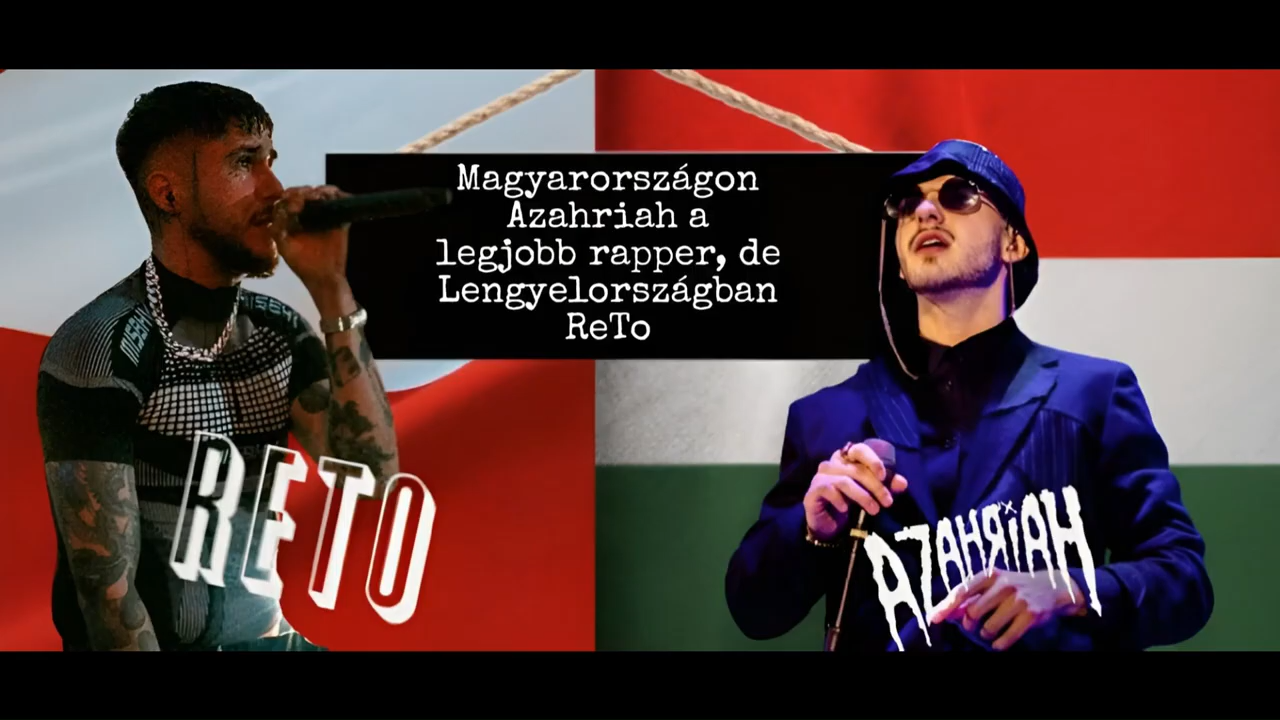 Magyarországon
Azahriah a
legjobb rapper, de
Lengyelországban
ReTo
RETO
AZAHRiAH